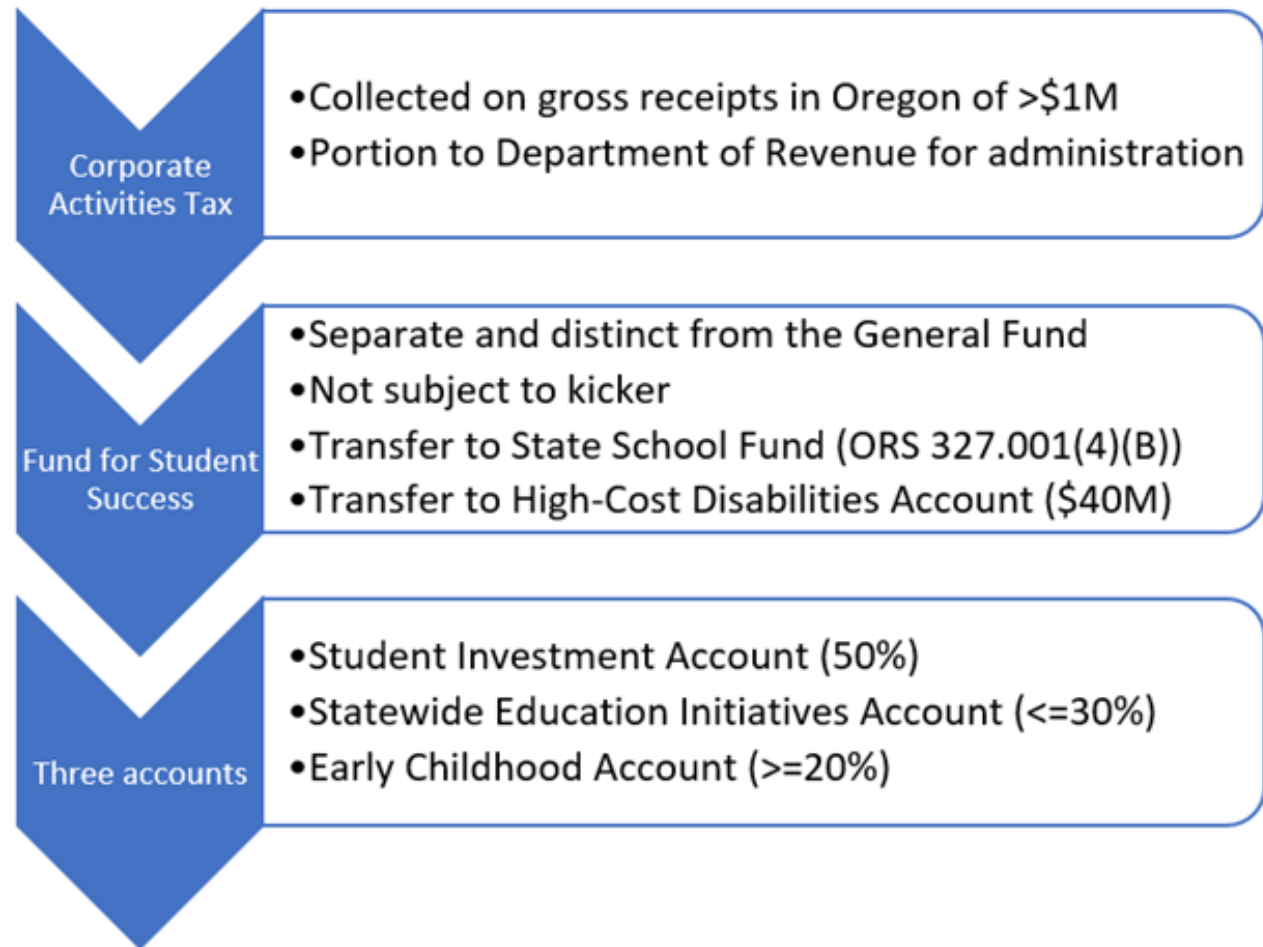 Corporate
Activities Tax
•Collected on gross receipts in Oregon of >$1M
•Portion to Department of Revenue for administration
Fund for Student
Success
•Separate and distinct from the General Fund
•Not subject to kicker
•Transfer to State School Fund (ORS 327.001(4)(B))
•Transfer to High-Cost Disabilities Account ($40M)
Three accounts
•Student Investment Account (50%)
•Statewide Education Initiatives Account (<=30%)
•Early Childhood Account (>=20%)